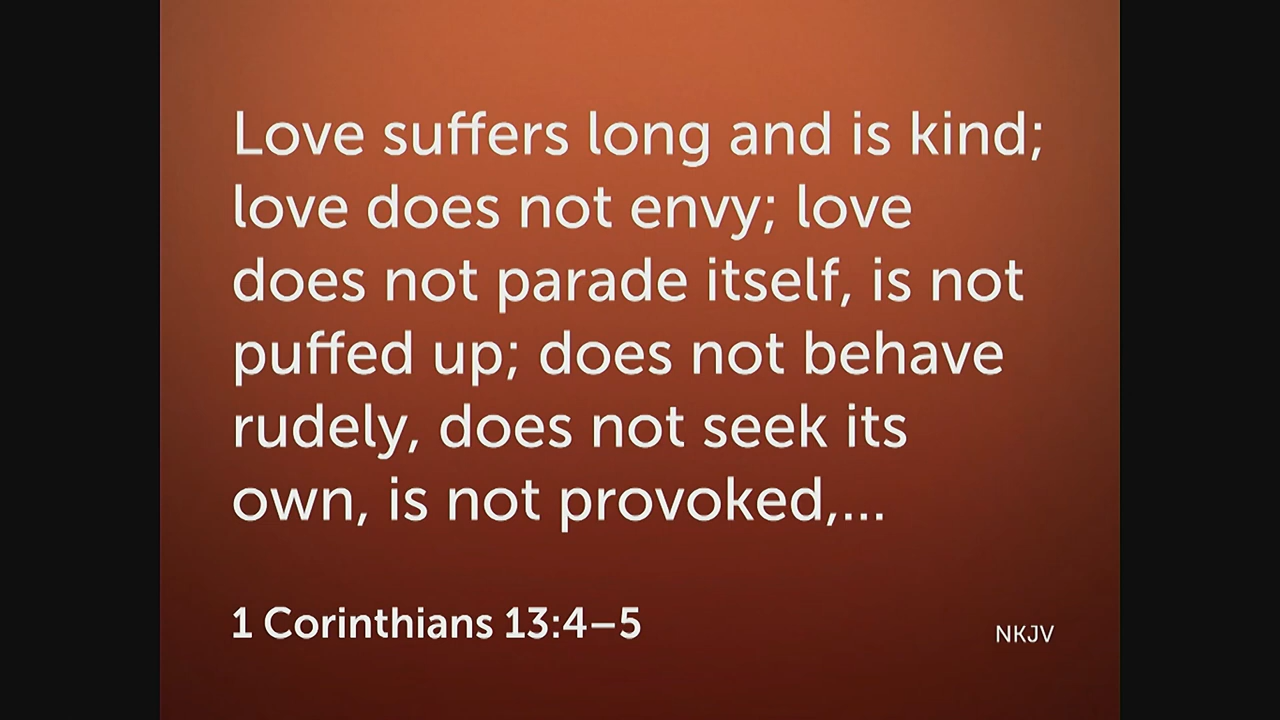 Love suffers long and is kind;
love does not envy; love
does not parade itself, is not
puffed up; does not behave
rudely, does not seek its
own, is not provoked,...
1 Corinthians 13:4–5
NKJV